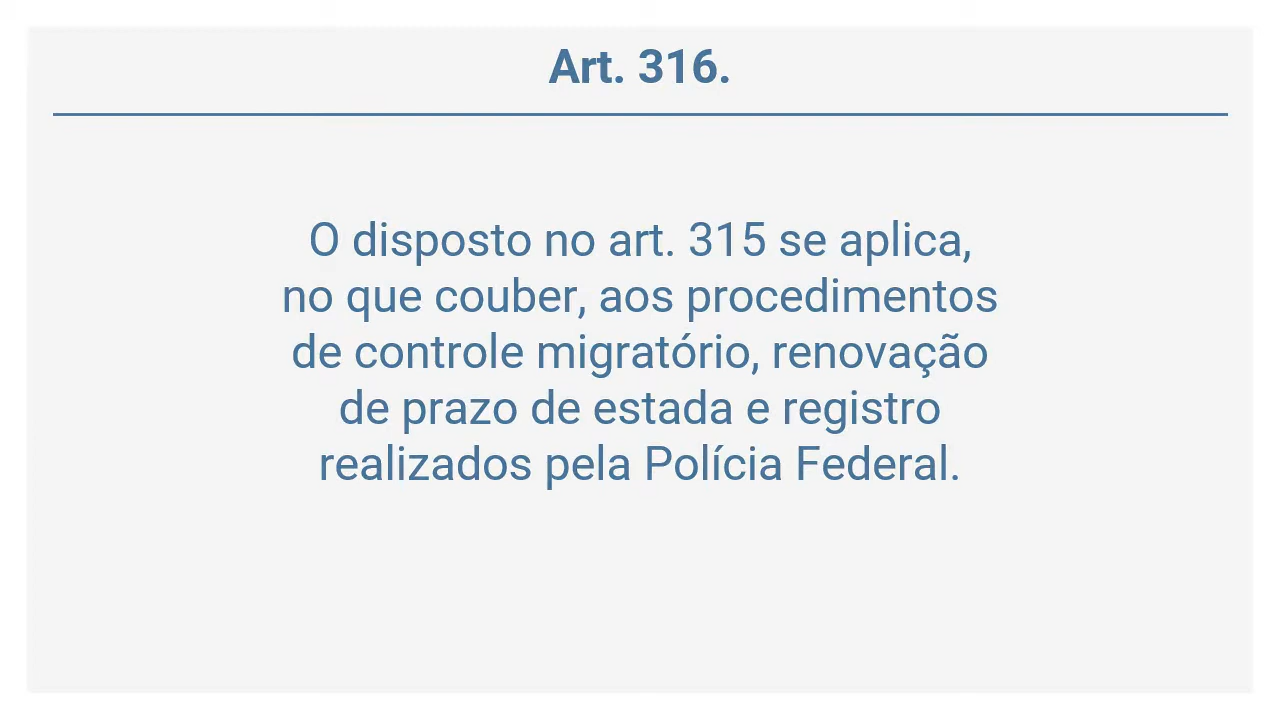 Art. 316.
O disposto no art. 315 se aplica,
no que couber, aos procedimentos
de controle migratório, renovação
de prazo de estada e registro
realizados pela Polícia Federal.